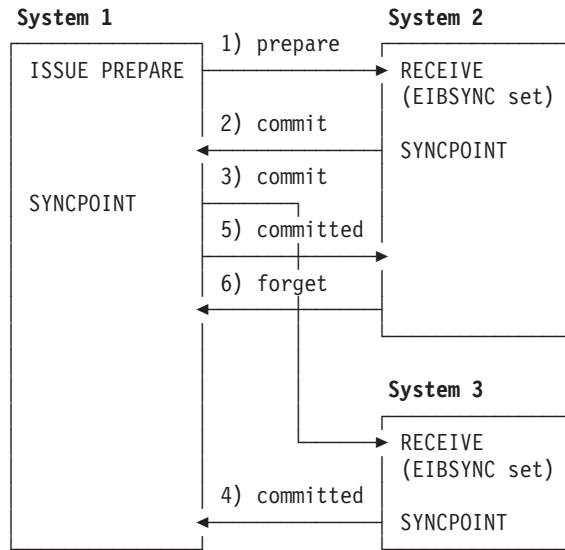 System 1
System 2
1) prepare
ISSUE PREPARE
RECEIVE
(EIBSYNC set)
2) commit
SYNCPOINT
3) commit
SYNCPOINT
5) committed
6) forget
System 3
RECEIVE
(EIBSYNC set)
4) committed
SYNCPOINT